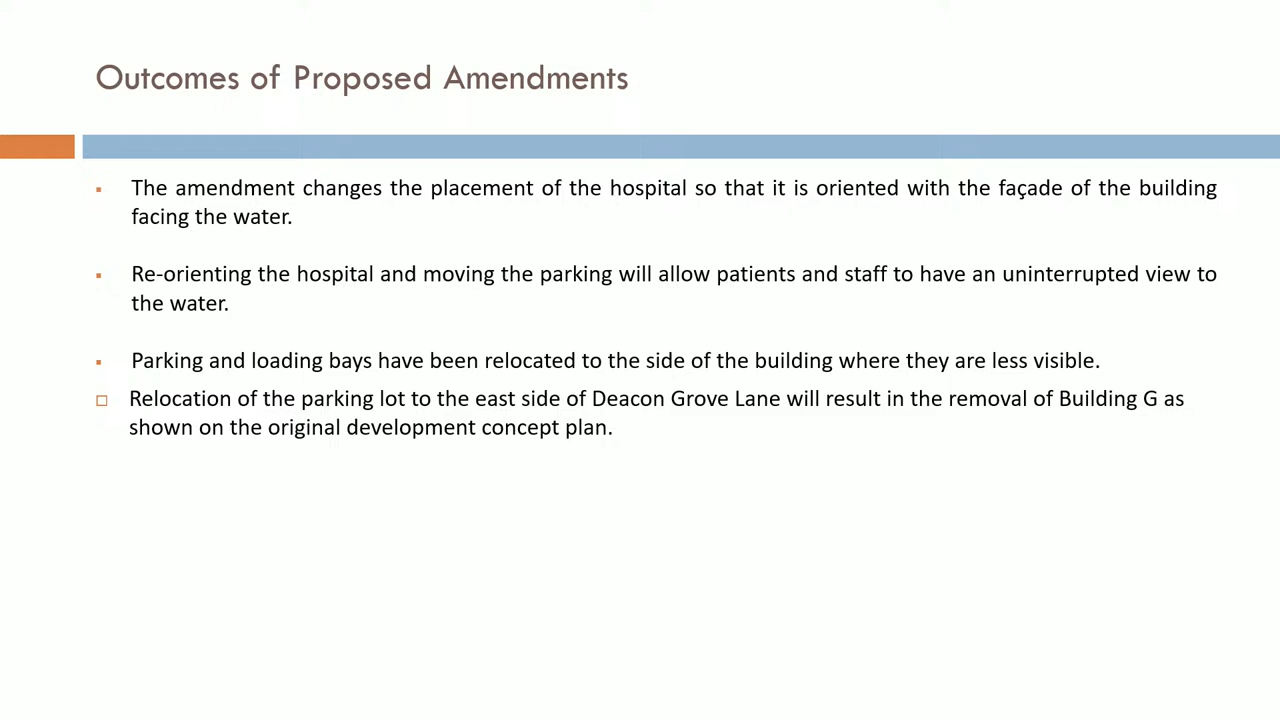 Outcomes of Proposed Amendments
The amendment changes the placement of the hospital so that it is oriented with the façade of the building
facing the water.
Re-orienting the hospital and moving the parking will allow patients and staff to have an uninterrupted view to
the water.
Parking and loading bays have been relocated to the side of the building where they are less visible.
Relocation of the parking lot to the east side of Deacon Grove Lane will result in the removal of Building G as
shown on the original development concept plan.